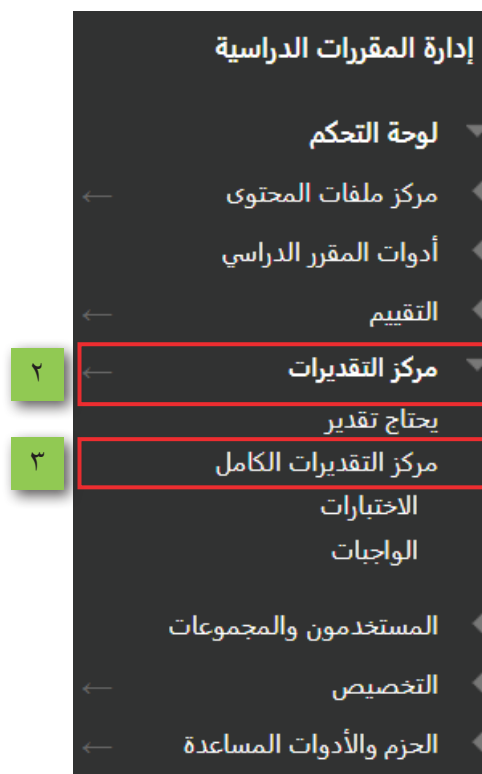 إدارة المقررات الدراسية
لوحة التحكم
مركز ملفات المحتوى
أدوات المقرر الدراسي
التقييم
مركز التقديرات
٢
يحتاج تقدير
مركز التقديرات الكامل
٣
الاختبارات
الواجبات
المستخدمون والمجموعات
التخصيص
الحزم والأدوات المساعدة